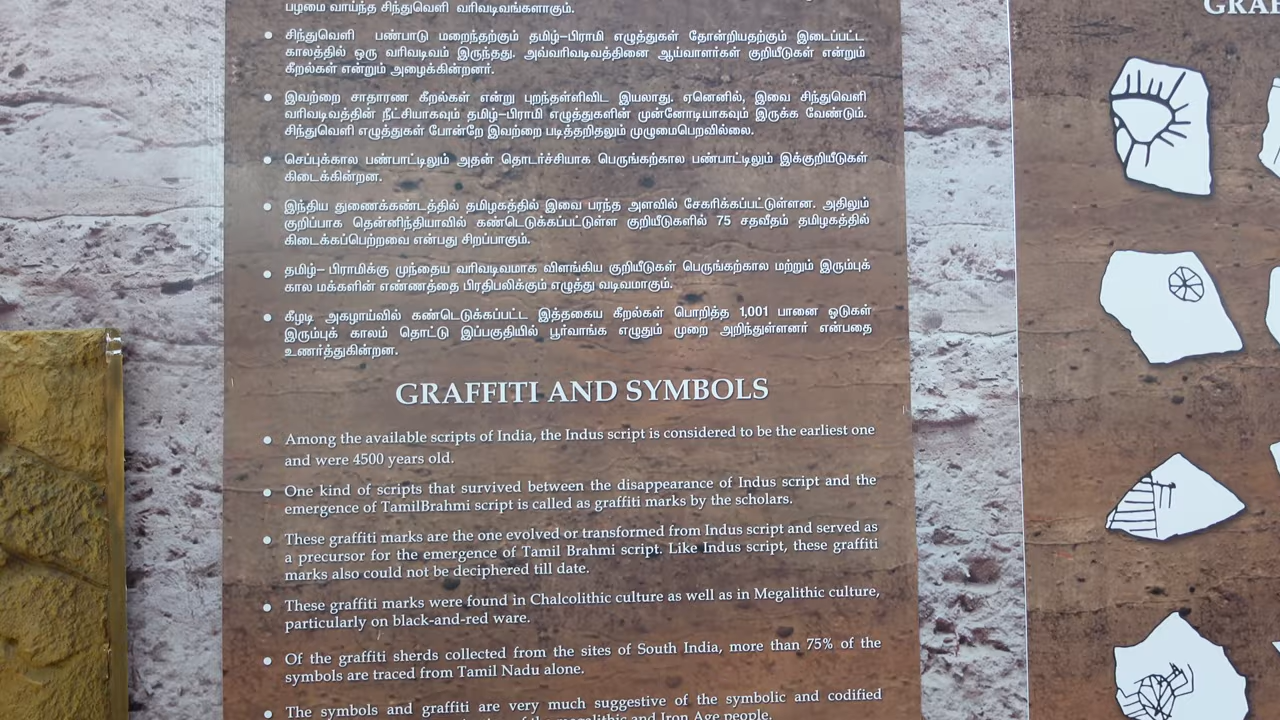 பழமை வாய்ந்த சிந்துவெளி வரிவடிவங்களாகும்.
• சிந்துவெளி பண்பாடு மறைந்தற்கும் தமிழ்-பிராமி எழுத்துகள் தோன்றியதற்கும் இடைப்பட்ட
காலத்தில் ஒரு வரிவடிவம் இருந்தது. அவ்வரிவடிவத்தினை ஆய்வாளர்கள் குறியீடுகள் என்றும்
கீறல்கள் என்றும் அழைக்கின்றனர்.
• இவற்றை சாதாரண கீறல்கள் என்று புறந்தள்ளிவிட இயலாது. ஏனெனில், இவை சிந்துவெளி
வரிவடிவத்தின் நீட்சியாகவும் தமிழ்-பிராமி எழுத்துகளின் முன்னோடியாகவும் இருக்க வேண்டும்.
சிந்துவெளி எழுத்துகள் போன்றே இவற்றை படித்தறிதலும் முழுமைபெறவில்லை.
• செப்புக்கால பண்பாட்டிலும் அதன் தொடர்ச்சியாக பெருங்கற்கால பண்பாட்டிலும் இக்குறியீடுகள்
கிடைக்கின்றன.
• இந்திய துணைக்கண்டத்தில் தமிழகத்தில் இவை பரந்த அளவில் சேகரிக்கப்பட்டுள்ளன. அதிலும்
குறிப்பாக தென்னிந்தியாவில் கண்டெடுக்கப்பட்டுள்ள குறியீடுகளில் 75 சதவீதம் தமிழகத்தில்
கிடைக்கப்பெற்றவை என்பது சிறப்பாகும்.
• தமிழ்– பிராமிக்கு முந்தைய வரிவடிவமாக விளங்கிய குறியீடுகள் பெருங்கற்கால மற்றும் இரும்புக்
கால மக்களின் எண்ணத்தை பிரதிபலிக்கும் எழுத்து வடிவமாகும்.
• கீழடி அகழாய்வில் கண்டெடுக்கப்பட்ட இத்தகைய கீறல்கள் பொறித்த 1,001 பானை ஓடுகள்
இரும்புக் காலம் தொட்டு இப்பகுதியில் பூர்வாங்க எழுதும் முறை அறிந்துள்ளனர் என்பதை
உணர்த்துகின்றன.
GRAFFITI AND SYMBOLS
• Among the available scripts of India, the Indus script is considered to be the earliest one
and were 4500 years old.
• One kind of scripts that survived between the disappearance of Indus script and the
emergence of TamilBrahmi script is called as graffiti marks by the scholars.
• These graffiti marks are the one evolved or transformed from Indus script and served as
a precursor for the emergence of Tamil Brahmi script. Like Indus script, these graffiti
marks also could not be deciphered till date.
• These graffiti marks were found in Chalcolithic culture as well as in Megalithic culture,
particularly on black-and-red ware.
• Of the graffiti sherds collected from the sites of South India, more than 75% of the
symbols are traced from Tamil Nadu alone.
• The symbols and graffiti are very much suggestive of the symbolic and codified
of the megalithic and Iron Age people.